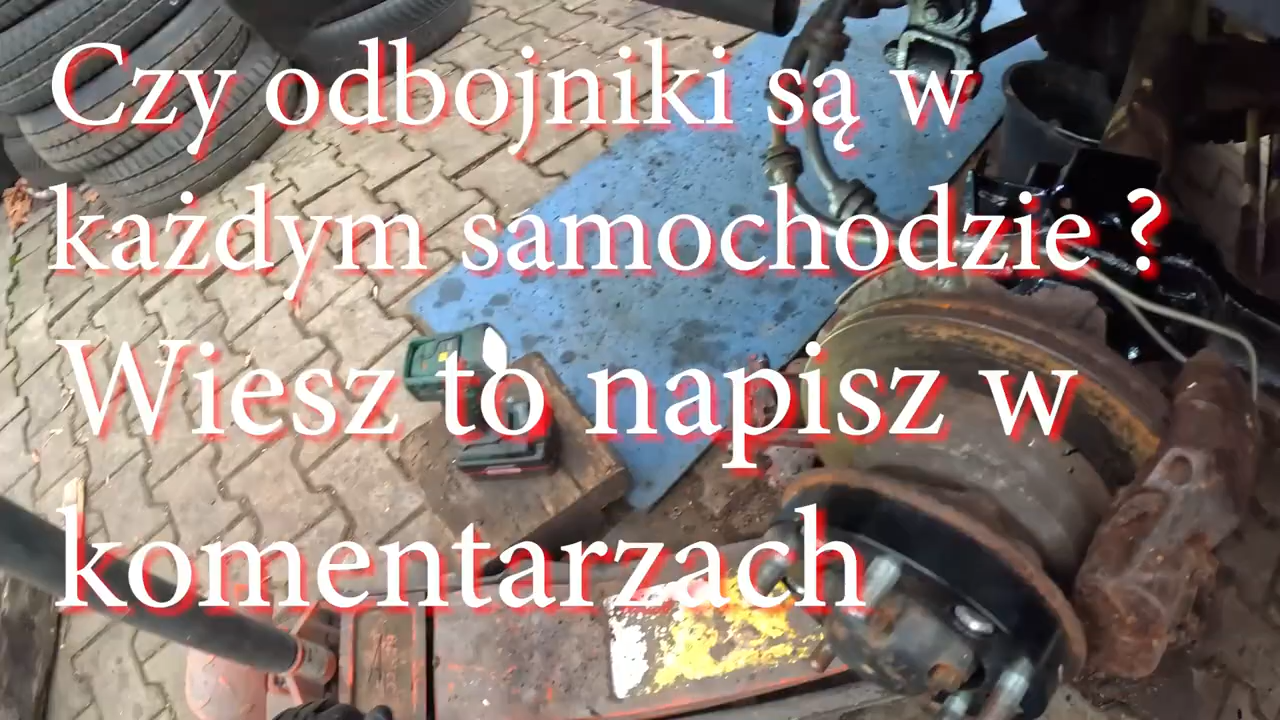 Czy odbojniki są w
każdym samochodzie ?
Wiesz to napisz w
komentarzach